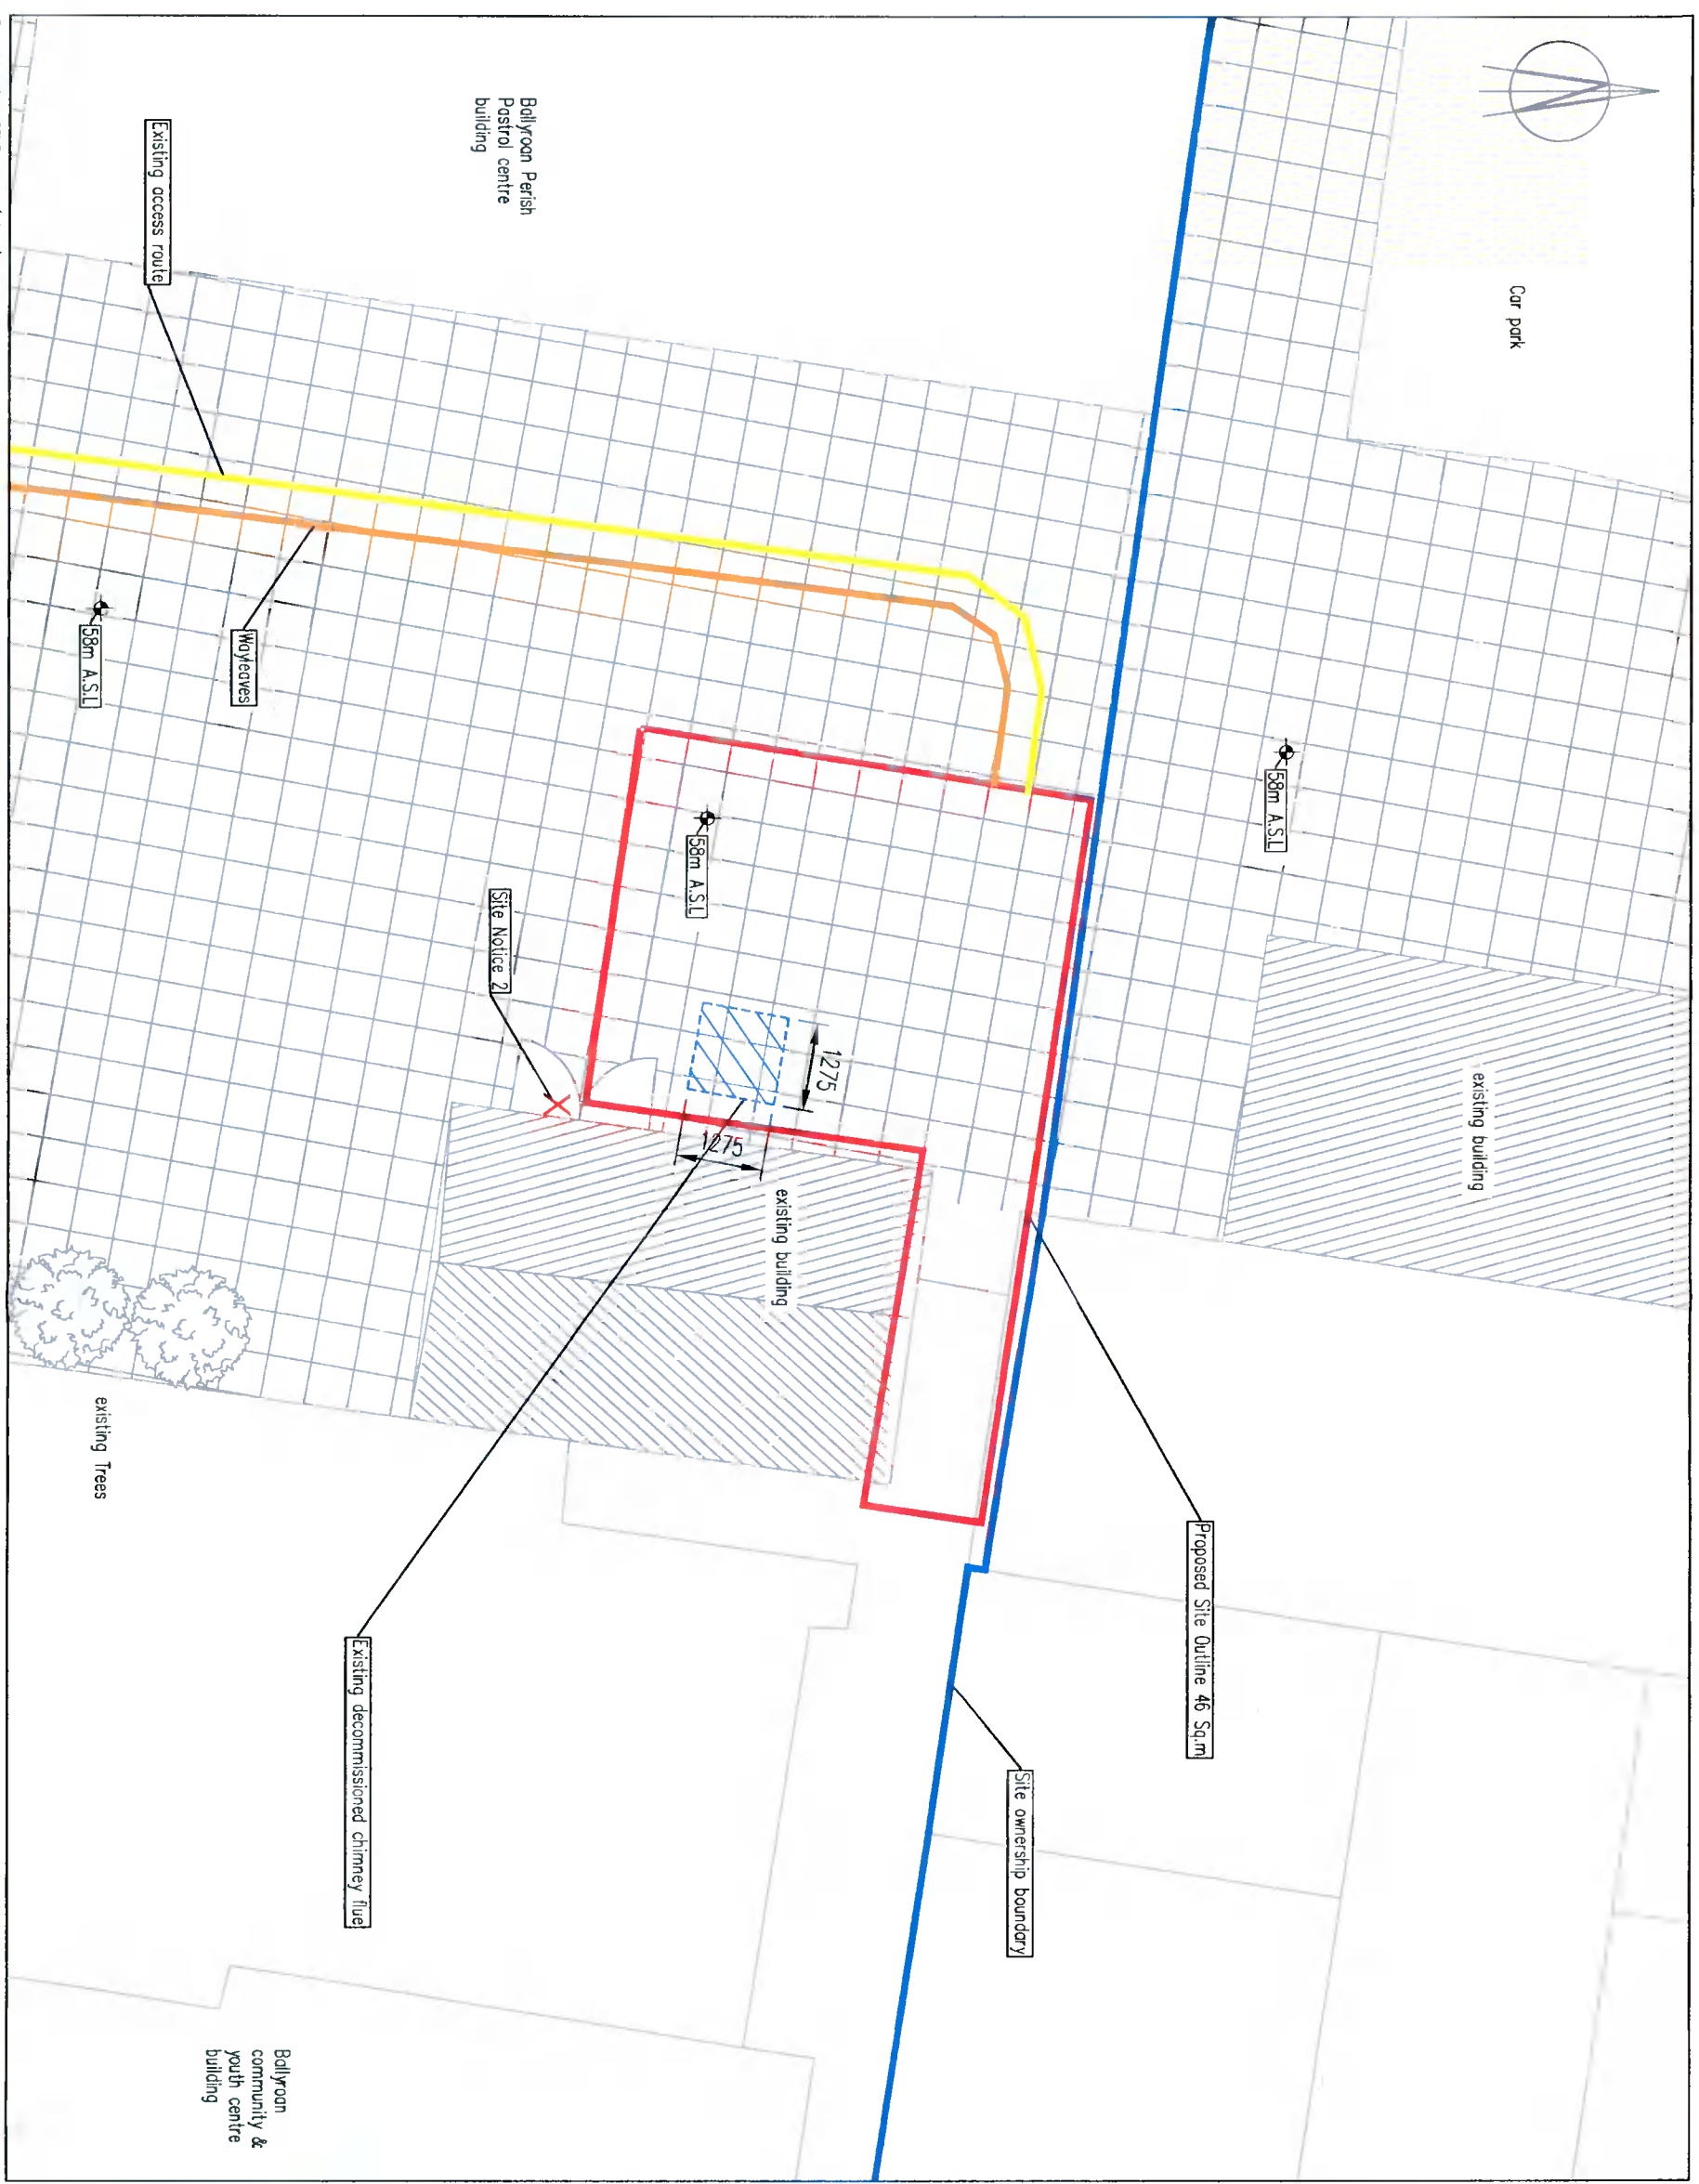 Car park
existing building
Proposed Site Outline 46 Sq.m
Site ownership boundary
58m A.S.L
58m A.S.L
1275
1275
existing building
Site Notice 2
Ballyroan Perish
Pastrol centre
building
Existing decommissioned chimney flue
Wayleaves
Existing access route
58m A.S.L
existing Trees
Ballyroan
community &
youth centre
building